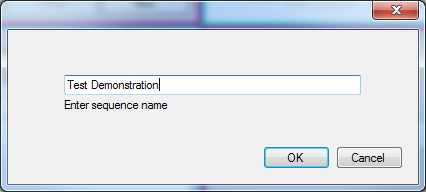 Test Demonstration
Enter sequence name
OK Cancel